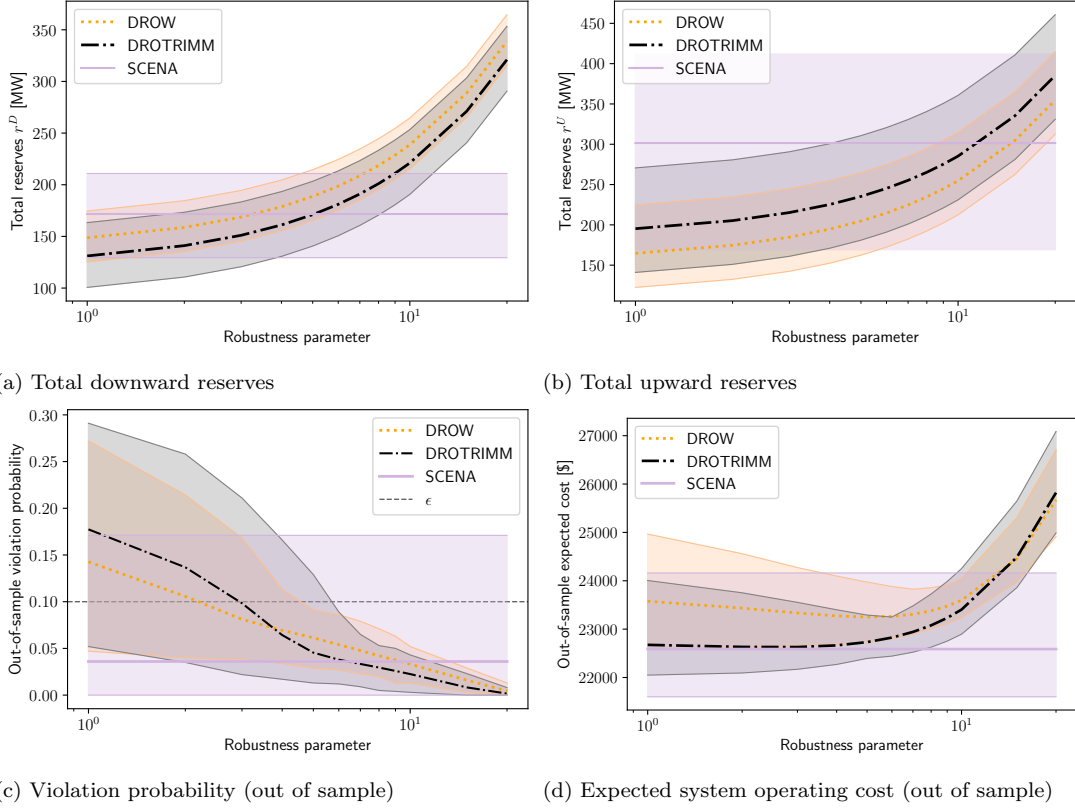 DROW
DROTRIMM
SCENA
350
300
250
200
150
100
Total reserves r^D [MW]
10^0
10^1
Robustness parameter
(a) Total downward reserves
DROW
DROTRIMM
SCENA
450
400
350
300
250
200
150
Total reserves r^U [MW]
10^0
10^1
Robustness parameter
(b) Total upward reserves
DROW
DROTRIMM
SCENA
ϵ
0.30
0.25
0.20
0.15
0.10
0.05
0.00
Out-of-sample violation probability
10^0
10^1
Robustness parameter
(c) Violation probability (out of sample)
DROW
DROTRIMM
SCENA
27000
26000
25000
24000
23000
22000
Out-of-sample expected cost [$]
10^0
10^1
Robustness parameter
(d) Expected system operating cost (out of sample)